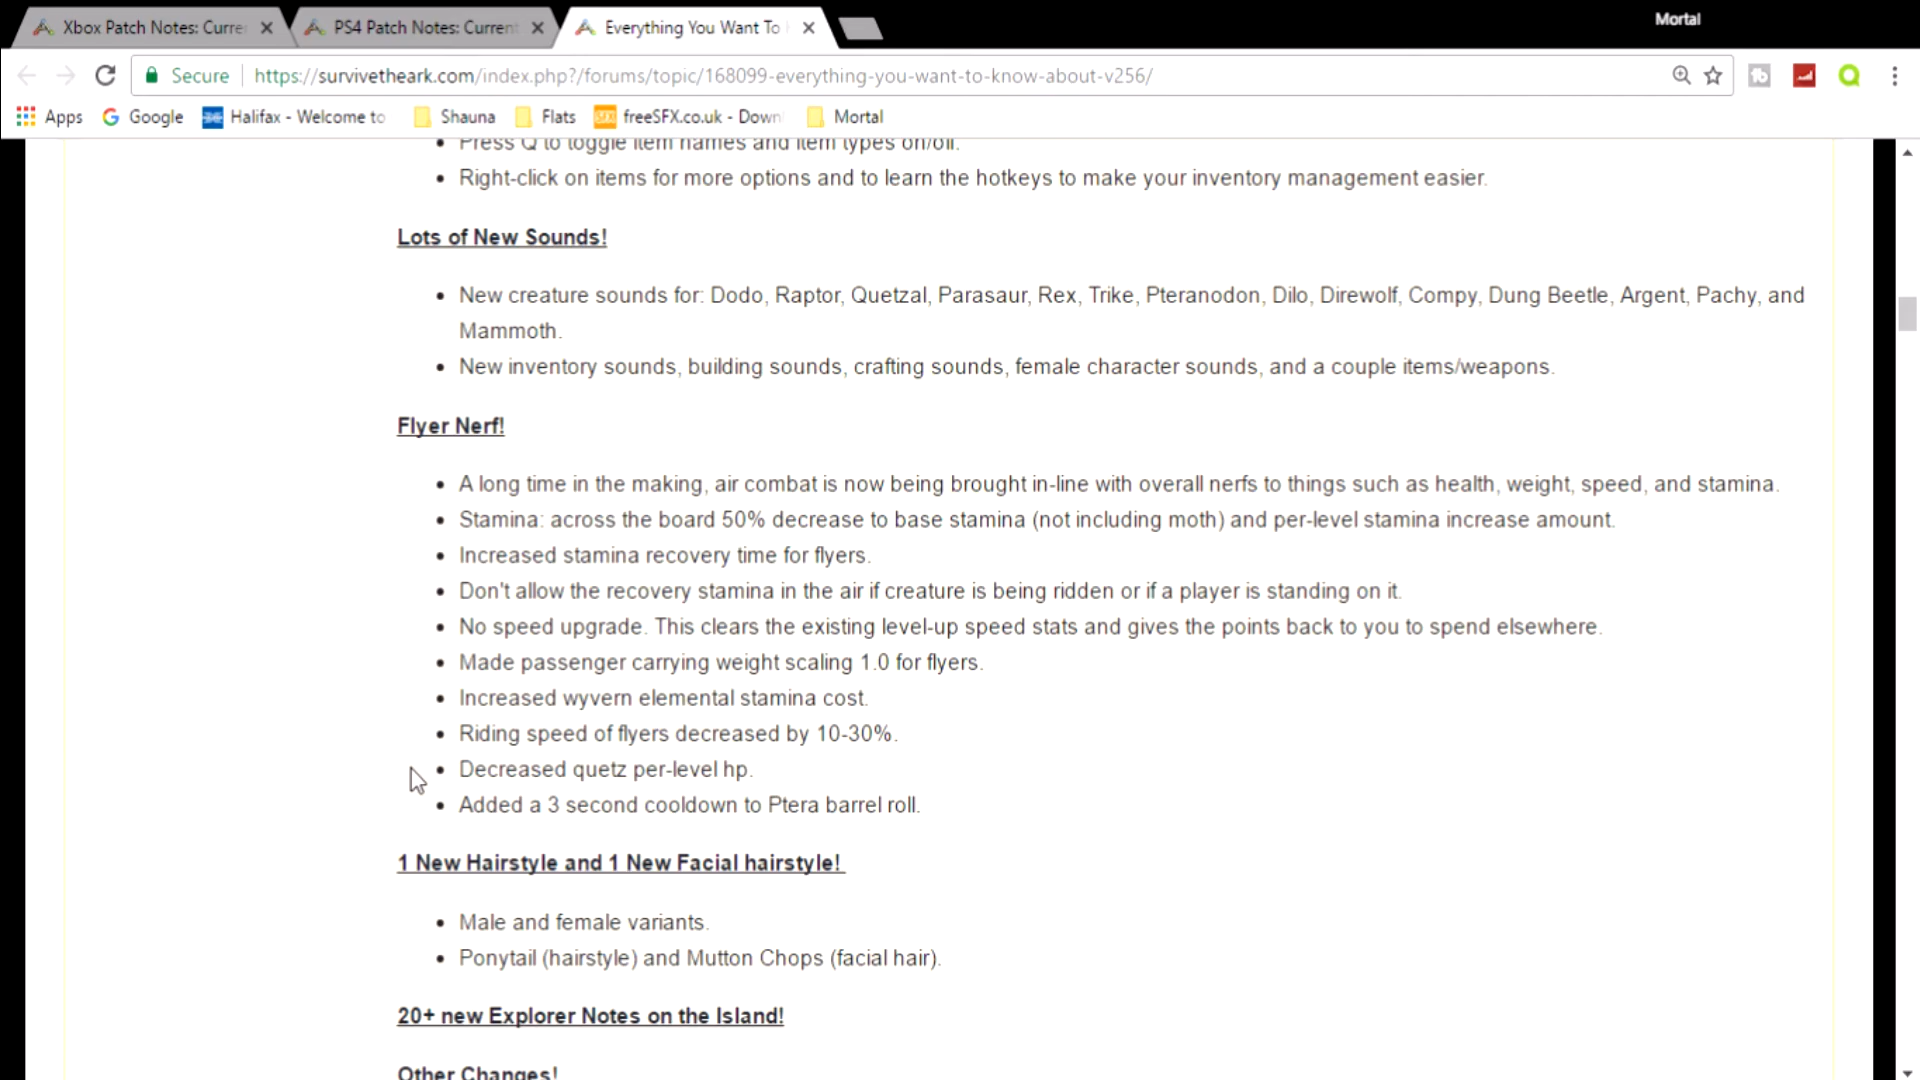 Xbox Patch Notes: Curre
PS4 Patch Notes: Current
Everything You Want To
Mortal
Secure
https://survivetheark.com/index.php?/forums/topic/168099-everything-you-want-to-know-about-v256/
Apps
Google
Halifax - Welcome to
Shauna
Flats
freeSFX.co.uk - Down
Mortal
Press Q to toggle item names and item types on/off.
Right-click on items for more options and to learn the hotkeys to make your inventory management easier.
Lots of New Sounds!
New creature sounds for: Dodo, Raptor, Quetzal, Parasaur, Rex, Trike, Pteranodon, Dilo, Direwolf, Compy, Dung Beetle, Argent, Pachy, and
Mammoth.
New inventory sounds, building sounds, crafting sounds, female character sounds, and a couple items/weapons.
Flyer Nerf!
A long time in the making, air combat is now being brought in-line with overall nerfs to things such as health, weight, speed, and stamina.
Stamina: across the board 50% decrease to base stamina (not including moth) and per-level stamina increase amount.
Increased stamina recovery time for flyers.
Don't allow the recovery stamina in the air if creature is being ridden or if a player is standing on it.
No speed upgrade. This clears the existing level-up speed stats and gives the points back to you to spend elsewhere.
Made passenger carrying weight scaling 1.0 for flyers.
Increased wyvern elemental stamina cost.
Riding speed of flyers decreased by 10-30%.
Decreased quetz per-level hp.
Added a 3 second cooldown to Ptera barrel roll.
1 New Hairstyle and 1 New Facial hairstyle!
Male and female variants.
Ponytail (hairstyle) and Mutton Chops (facial hair).
20+ new Explorer Notes on the Island!
Other Changes!